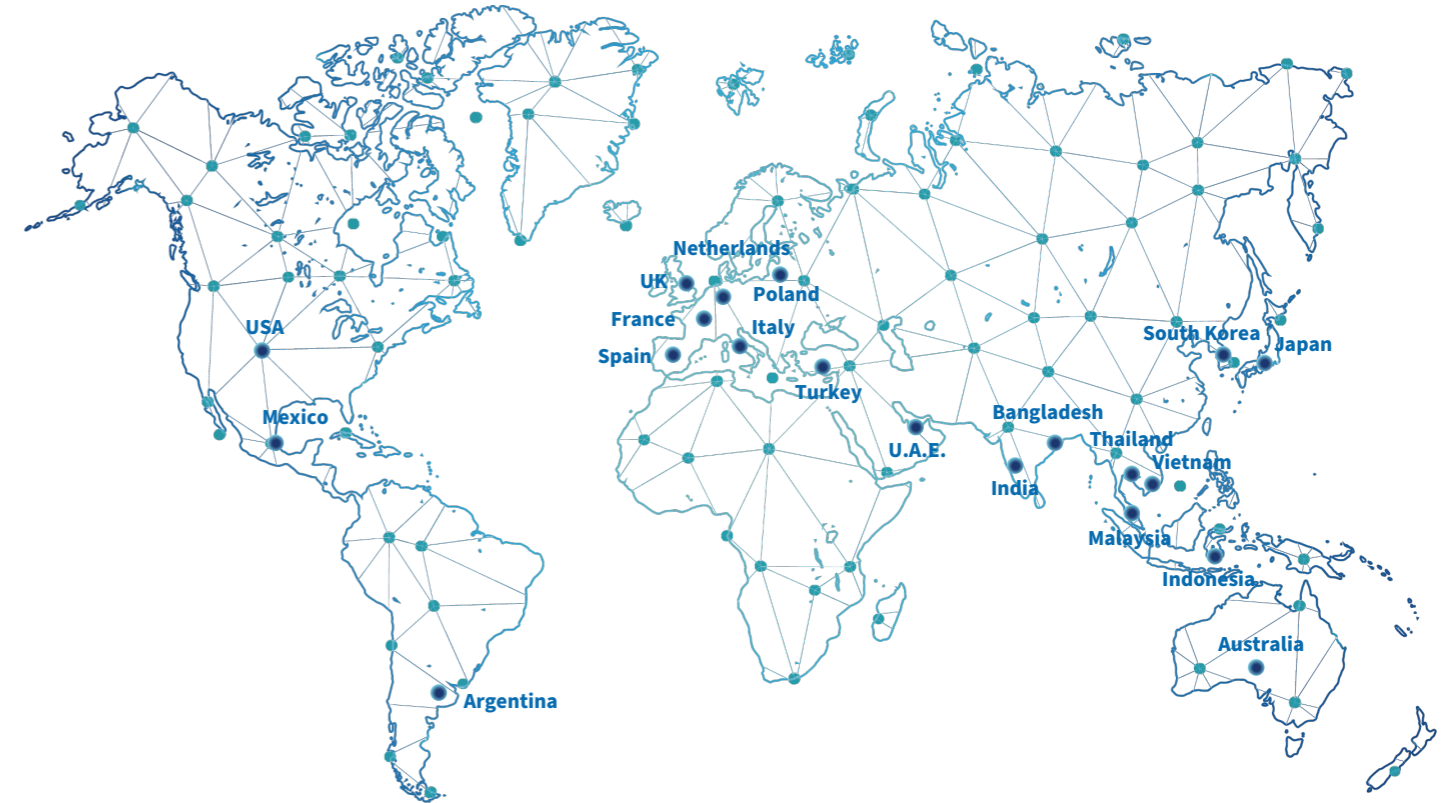 Netherlands
UK
Poland
France
Italy
USA
Spain
South Korea
Japan
Turkey
Mexico
Bangladesh
U.A.E.
Thailand
Vietnam
India
Malaysia
Indonesia
Australia
Argentina